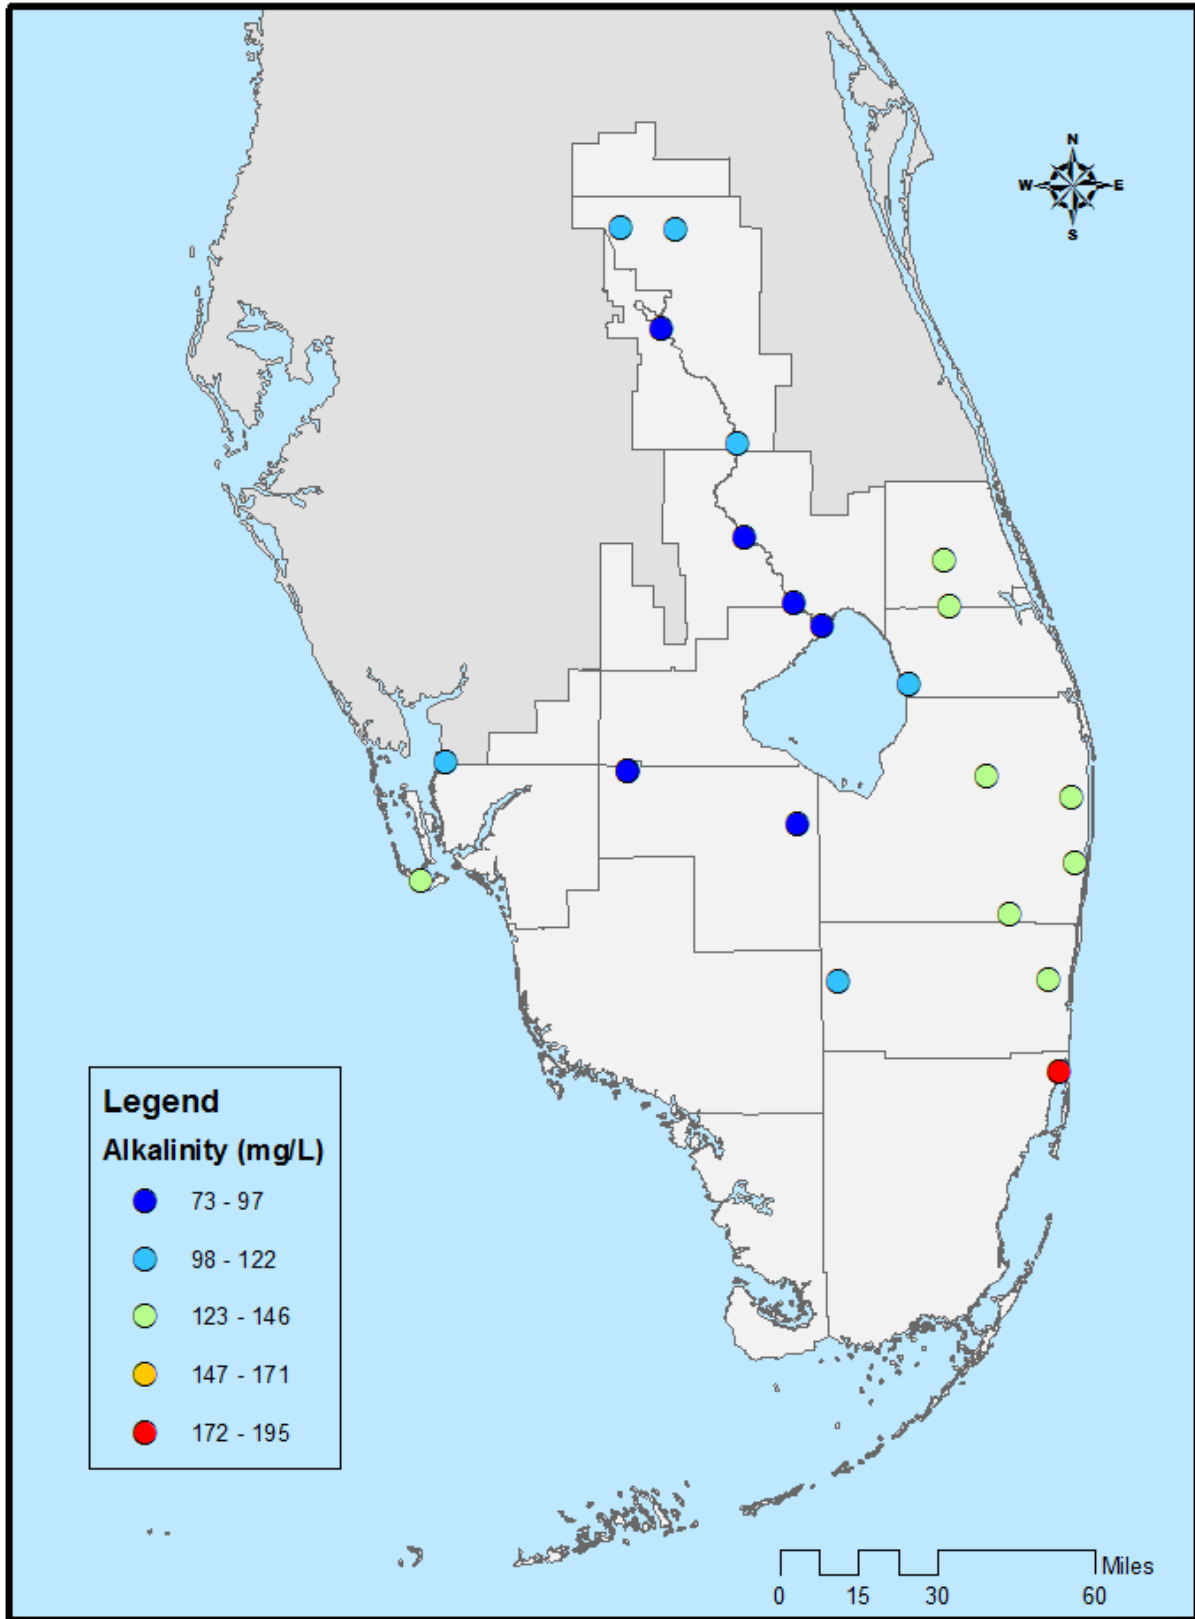 N
W E
S
Legend
Alkalinity (mg/L)
73 - 97
98 - 122
123 - 146
147 - 171
172 - 195
Miles
0 15 30 60